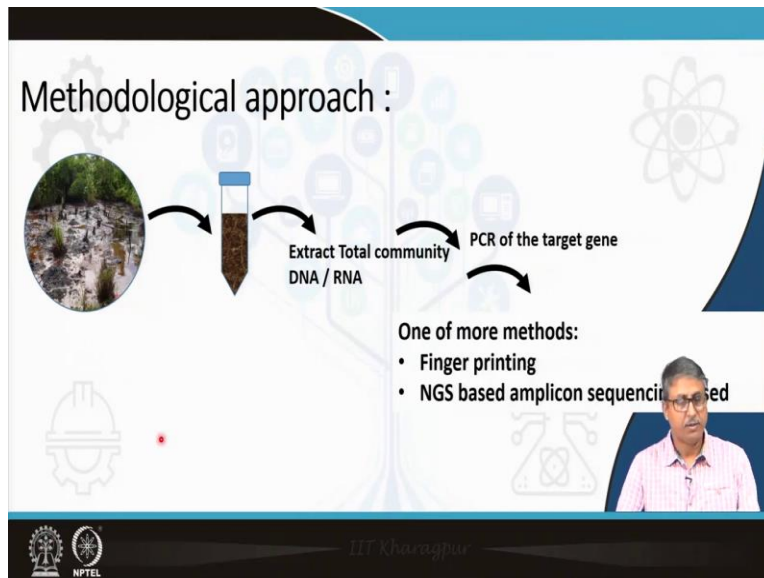 Methodological approach :
Extract Total community
DNA / RNA
PCR of the target gene
One of more methods:
• Finger printing
• NGS based amplicon sequencin
IIT Kharagpur
NPTEL